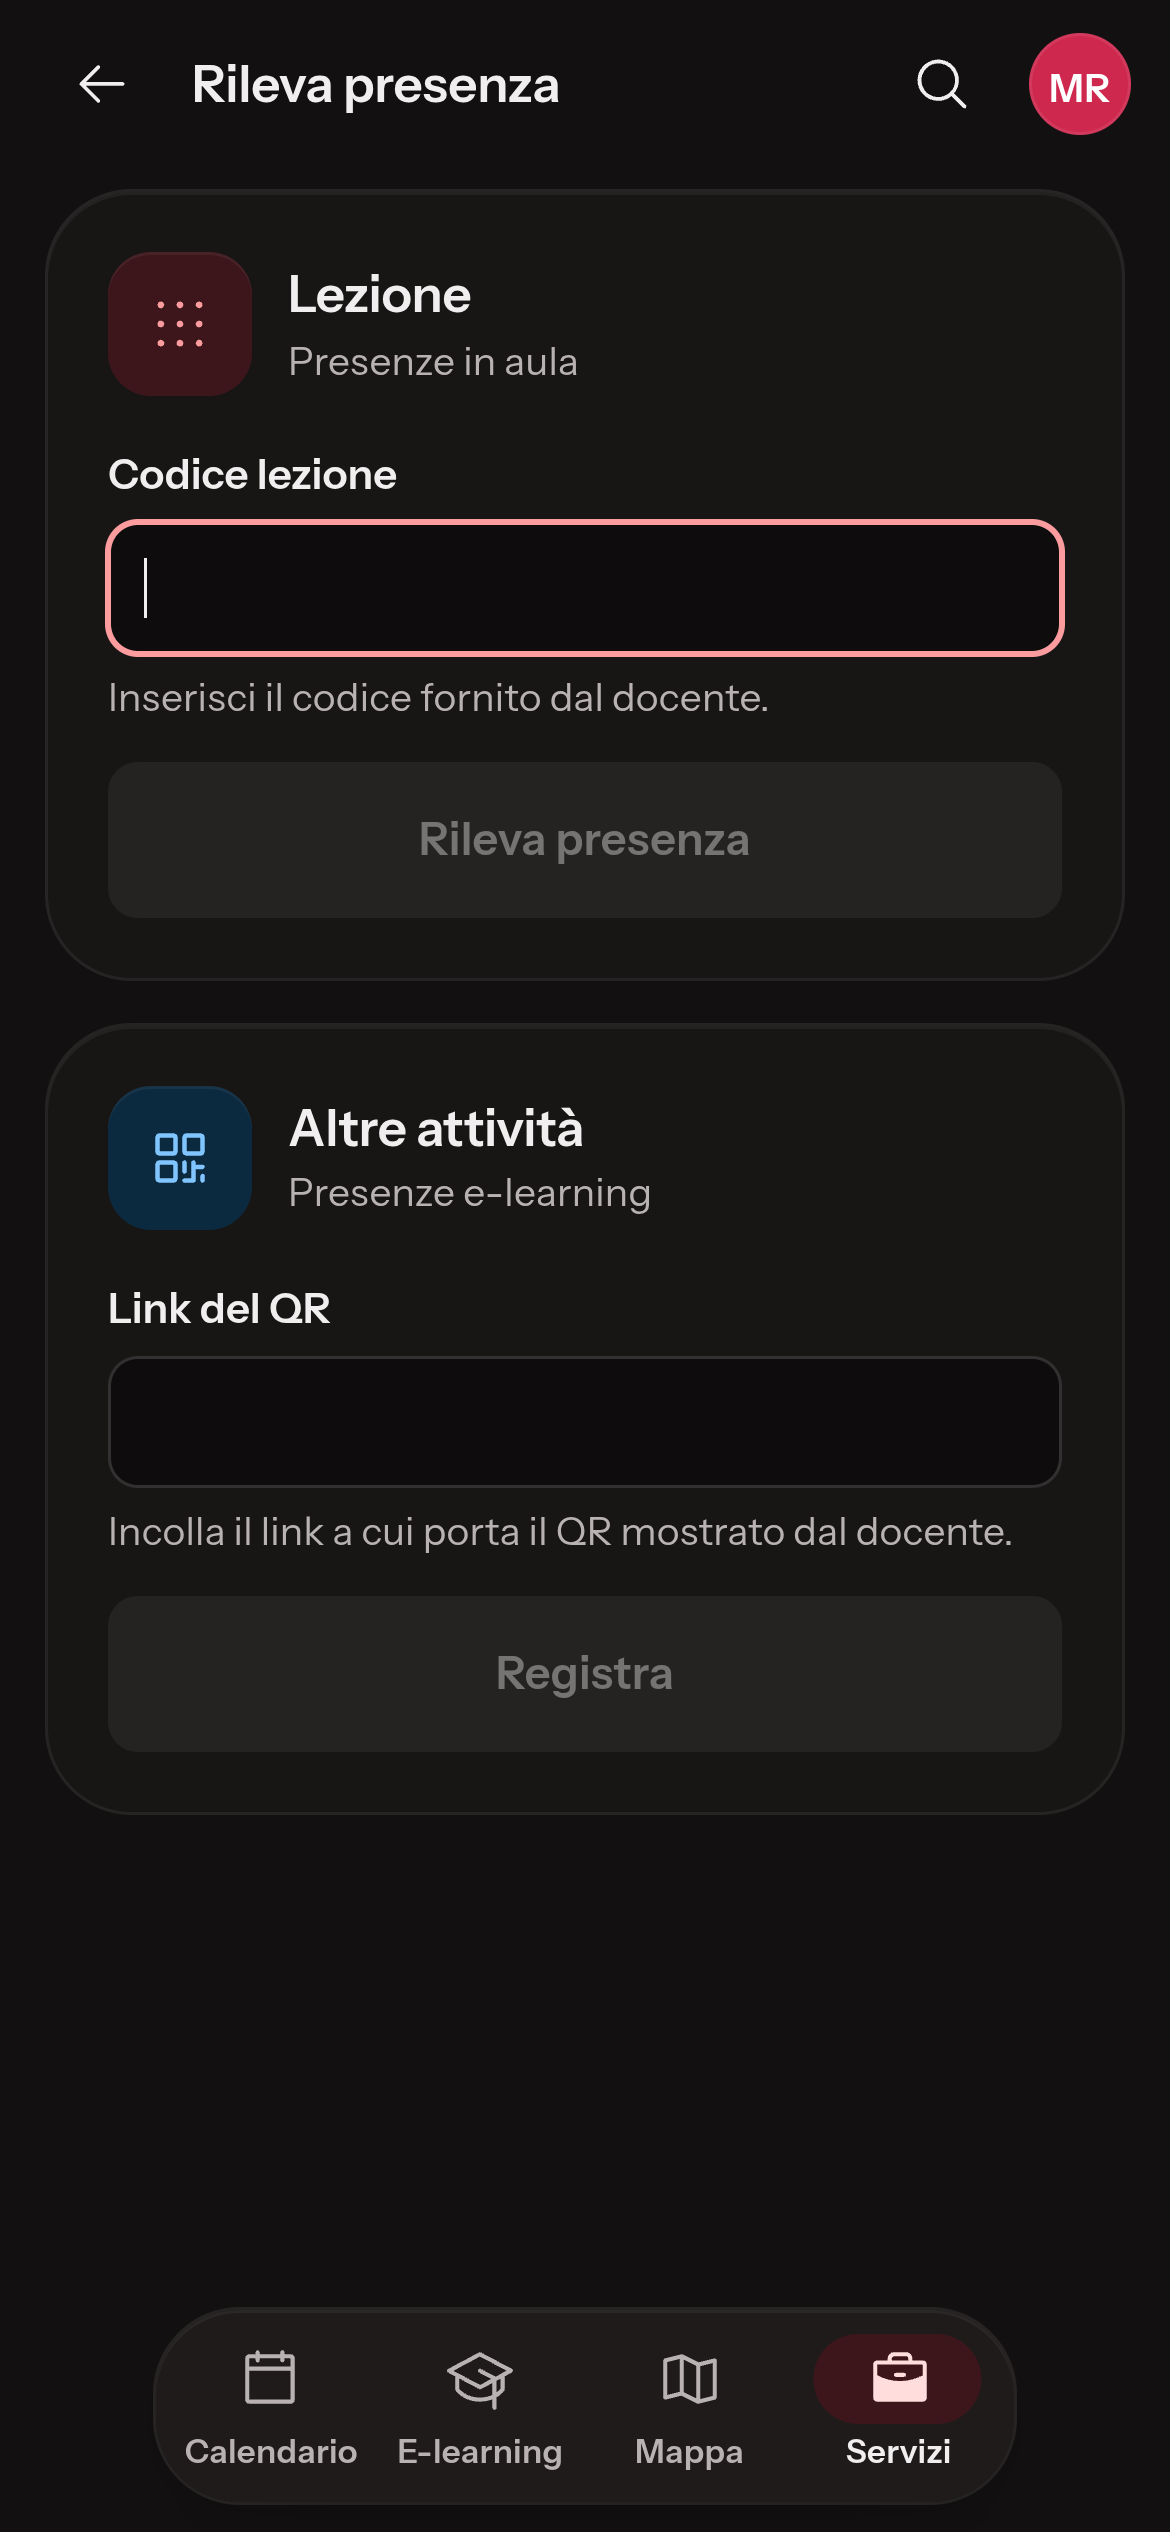 Rileva presenza
MR
Lezione
Presenze in aula
Codice lezione
Inserisci il codice fornito dal docente.
Rileva presenza
Altre attività
Presenze e-learning
Link del QR
Incolla il link a cui porta il QR mostrato dal docente.
Registra
Calendario
E-learning
Mappa
Servizi